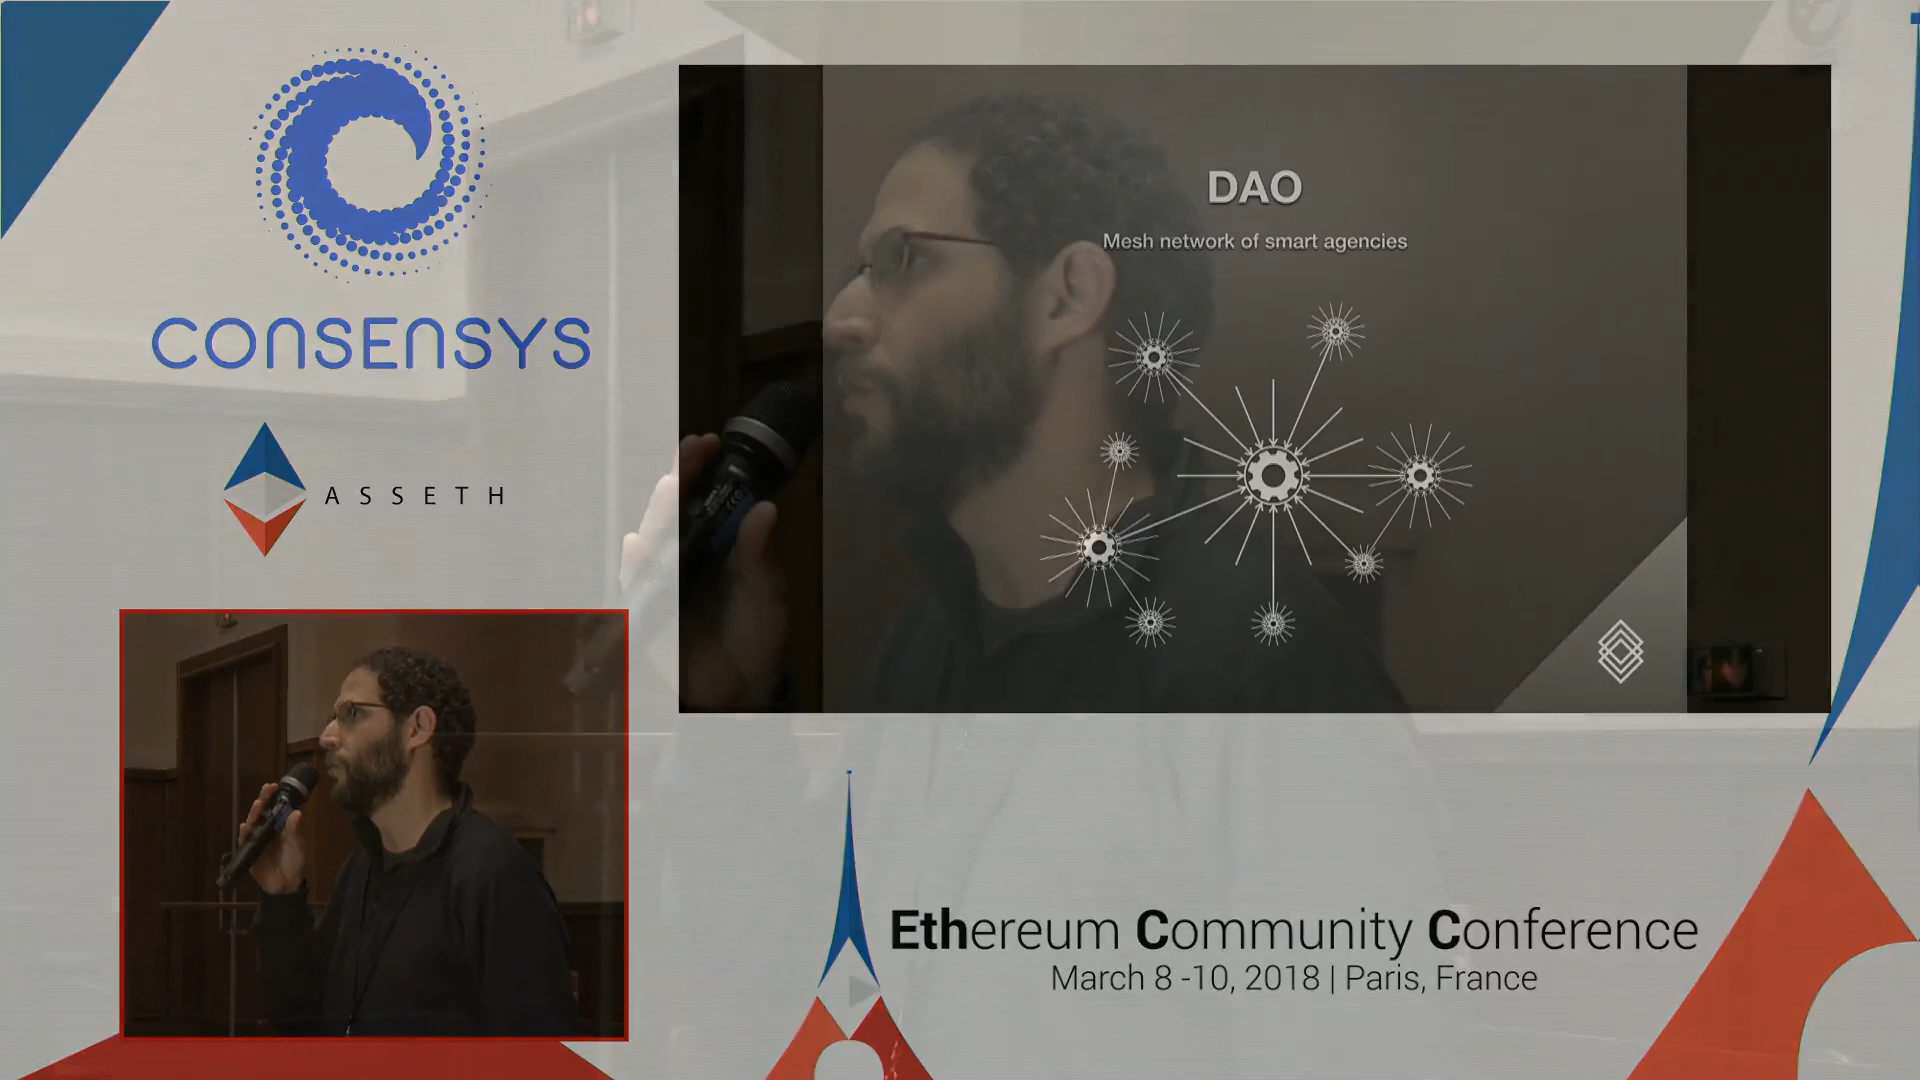 CONSENSYS
ASSETH
DAO
Mesh network of smart agencies
Ethereum Community Conference
March 8 -10, 2018 | Paris, France